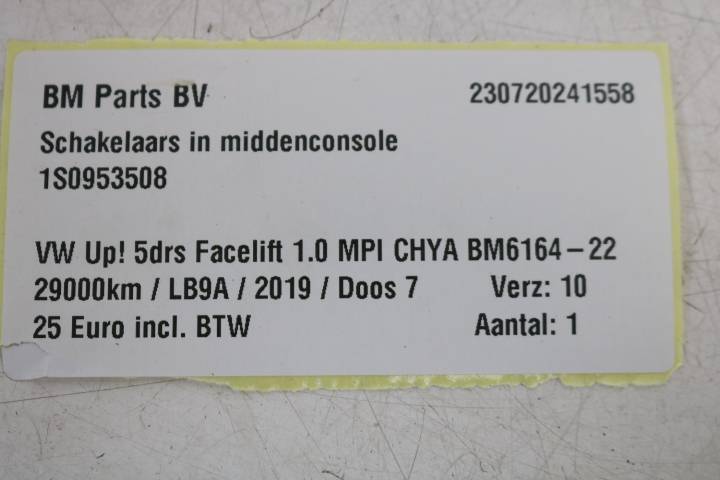 BM Parts BV 230720241558
Schakelaars in middenconsole
1S0953508
VW Up! 5drs Facelift 1.0 MPI CHYA BM6164-22
29000km / LB9A / 2019 / Doos 7 Verz: 10
25 Euro incl. BTW Aantal: 1